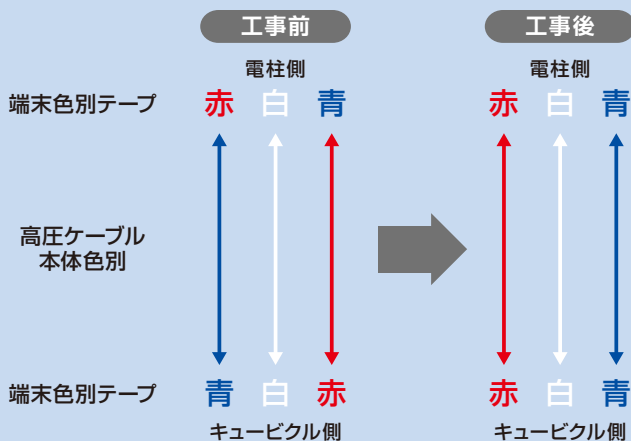 工事前 工事後
電柱側 電柱側
端末色別テープ 赤 白 青 赤 白 青
高圧ケーブル
本体色別
端末色別テープ 青 白 赤 赤 白 青
キュービクル側 キュービクル側